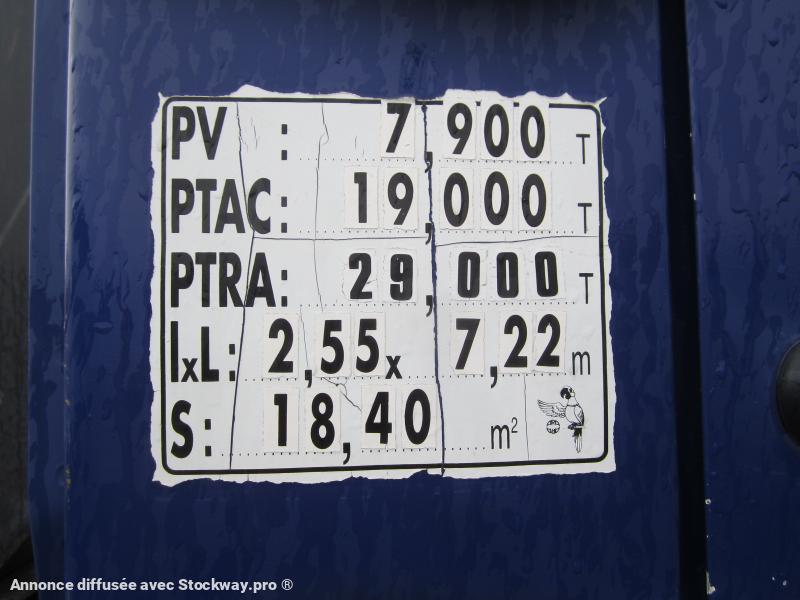 PV : 7,900 T
PTAC: 19,000 T
PTRA: 29,000 T
lxL: 2,55x 7,22 m
S: 18,40 m²
Annonce diffusée avec Stockway.pro ®